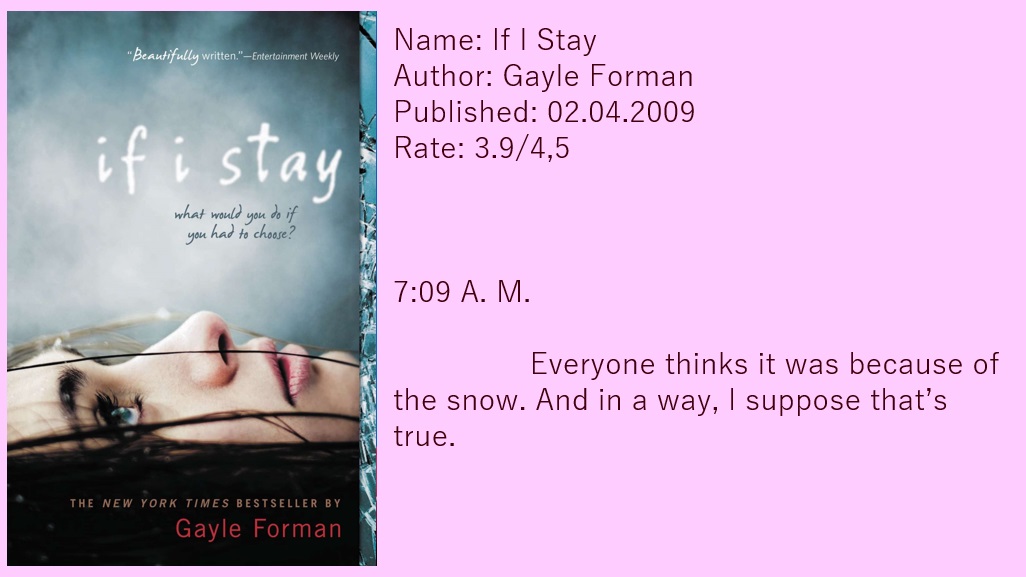 "Beautifully written."—Entertainment Weekly
if i stay
what would you do if
you had to choose?
THE NEW YORK TIMES BESTSELLER BY
Gayle Forman
Name: If I Stay
Author: Gayle Forman
Published: 02.04.2009
Rate: 3.9/4,5
7:09 A. M.
Everyone thinks it was because of
the snow. And in a way, I suppose that’s
true.